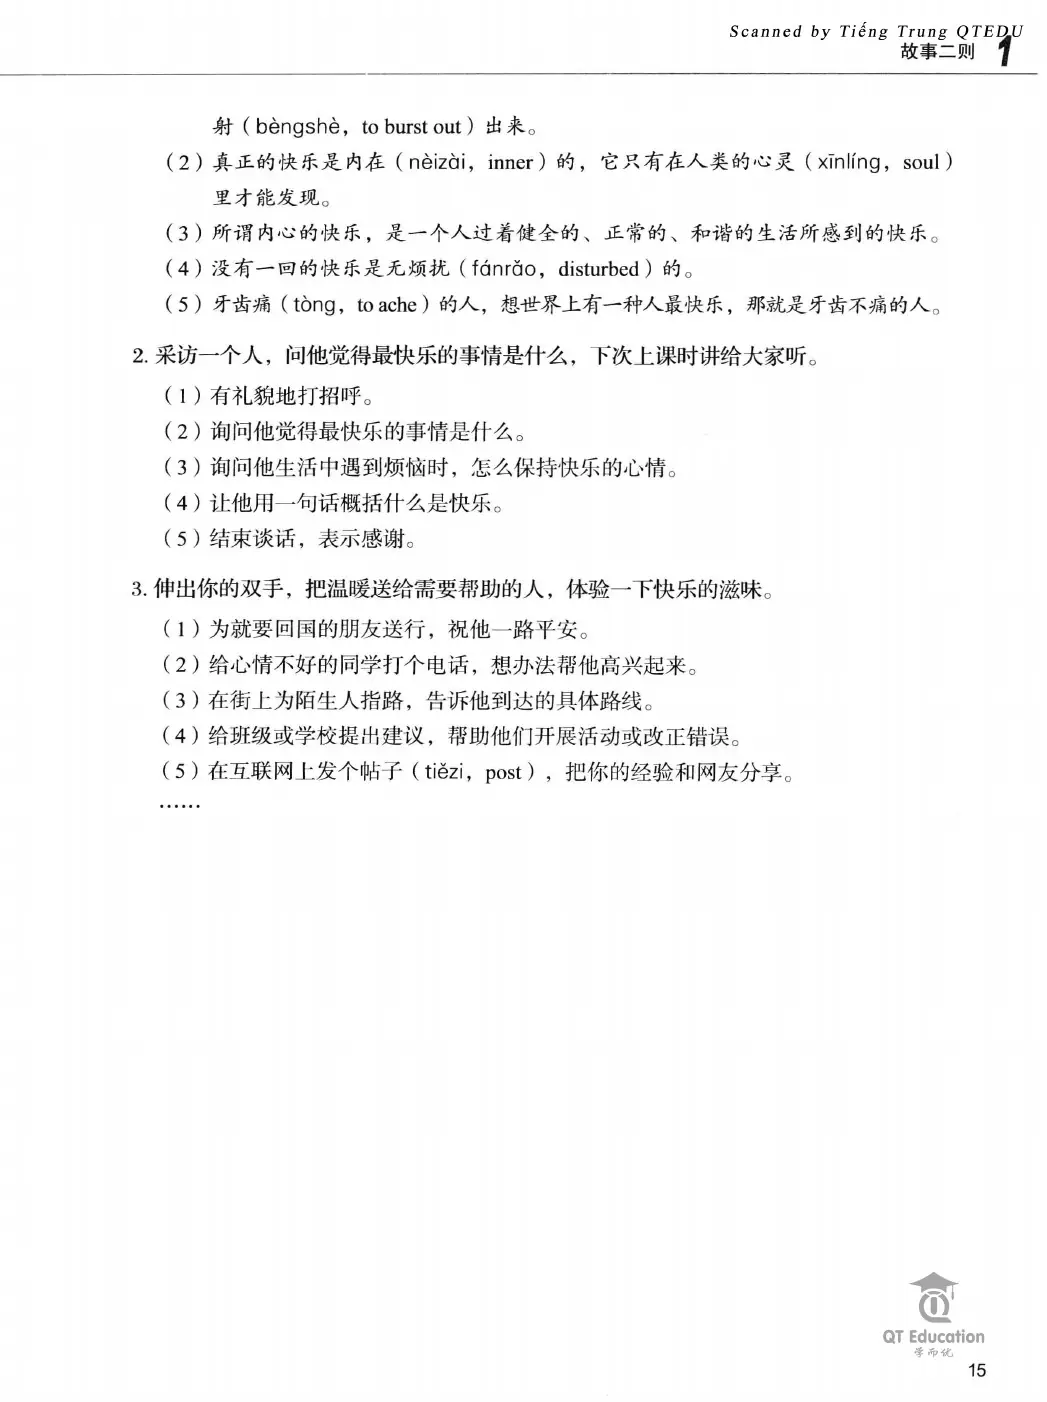 Scanned by Tiếng Trung QTEDU
故事二则 1
射（bèngshè，to burst out）出来。
（2）真正的快乐是内在（nèizài，inner）的，它只有在人类的心灵（xīnlíng，soul）
里才能发现。
（3）所谓内心的快乐，是一个人过着健全的、正常的、和谐的生活所感到的快乐。
（4）没有一回的快乐是无烦扰（fánrǎo，disturbed）的。
（5）牙齿痛（tòng，to ache）的人，想世界上有一种人最快乐，那就是牙齿不痛的人。
2. 采访一个人，问他觉得最快乐的事情是什么，下次上课时讲给大家听。
（1）有礼貌地打招呼。
（2）询问他觉得最快乐的事情是什么。
（3）询问他生活中遇到烦恼时，怎么保持快乐的心情。
（4）让他用一句话概括什么是快乐。
（5）结束谈话，表示感谢。
3. 伸出你的双手，把温暖送给需要帮助的人，体验一下快乐的滋味。
（1）为就要回国的朋友送行，祝他一路平安。
（2）给心情不好的同学打个电话，想办法帮他高兴起来。
（3）在街上为陌生人指路，告诉他到达的具体路线。
（4）给班级或学校提出建议，帮助他们开展活动或改正错误。
（5）在互联网上发个帖子（tiězi，post），把你的经验和网友分享。
……
QT Education
学而优
15